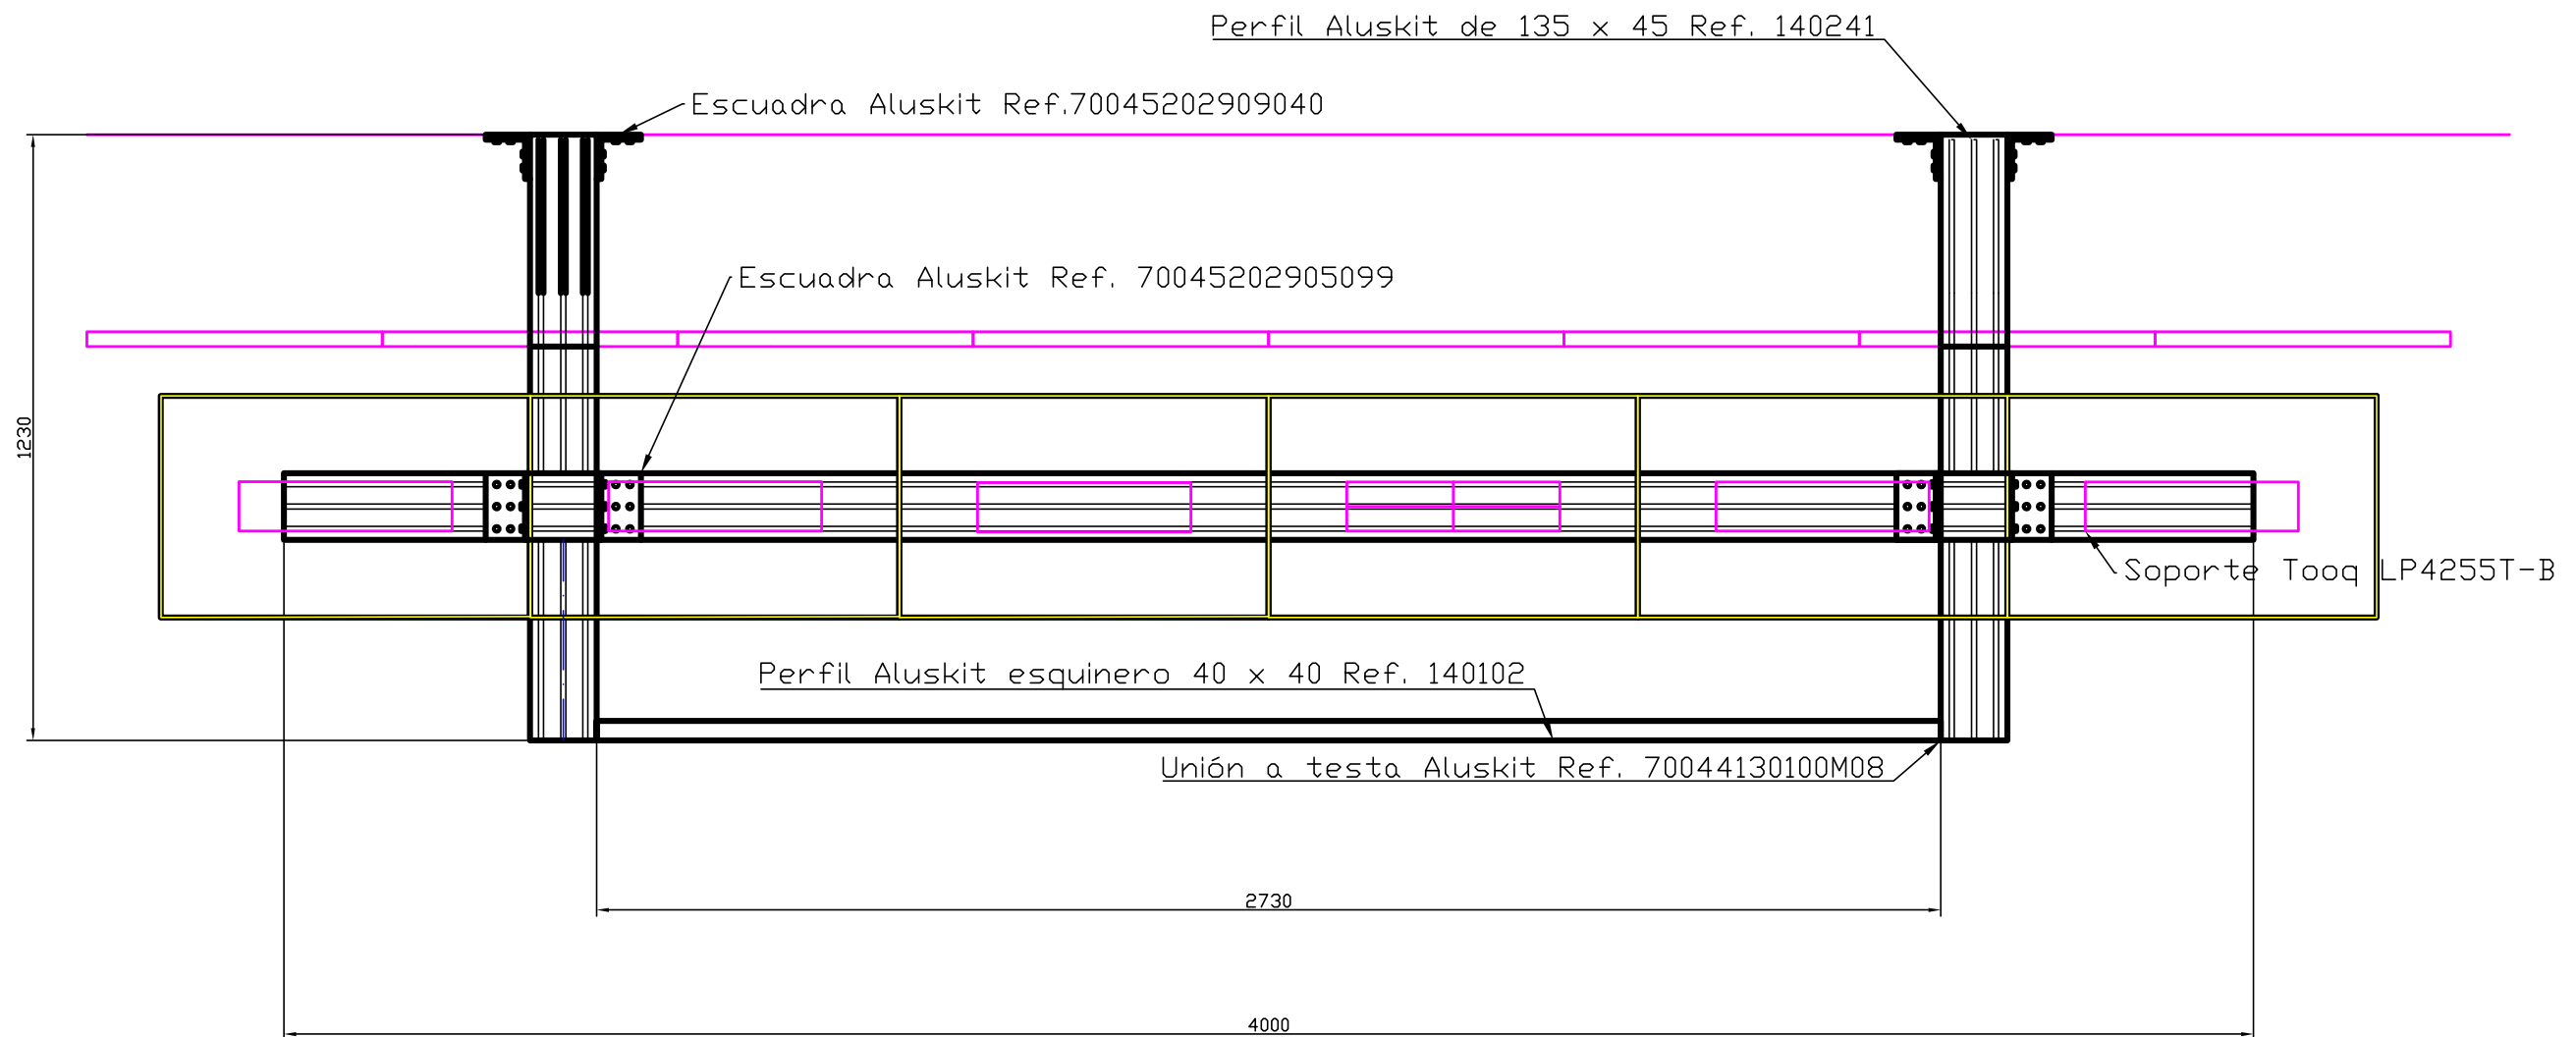 Perfil Aluskit de 135 x 45 Ref. 140241
Escuadra Aluskit Ref.70045202909040
Escuadra Aluskit Ref. 70045202905099
1230
Soporte Tooq LP4255T-B
Perfil Aluskit esquinero 40 x 40 Ref. 140102
Unión a testa Aluskit Ref. 70044130100M08
2730
4000